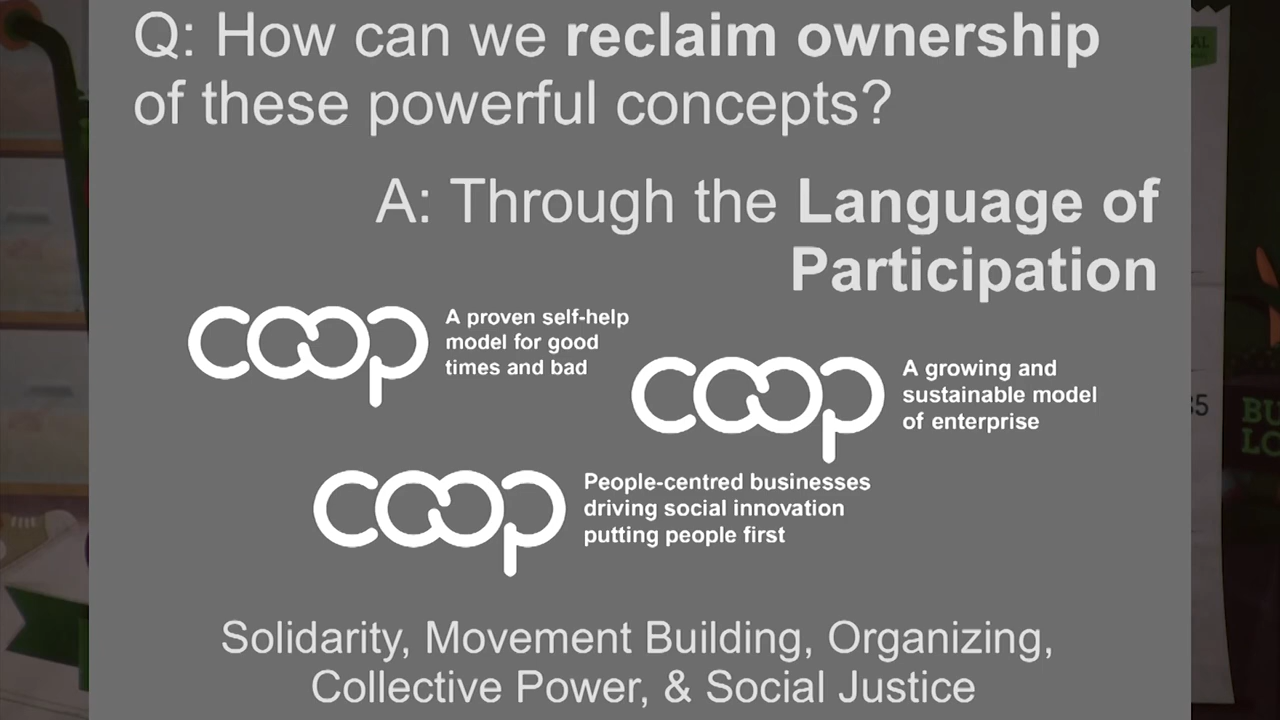 Q: How can we reclaim ownership
of these powerful concepts?
A: Through the Language of
Participation
coop
A proven self-help
model for good
times and bad
coop
A growing and
sustainable model
of enterprise
coop
People-centred businesses
driving social innovation
putting people first
Solidarity, Movement Building, Organizing,
Collective Power, & Social Justice